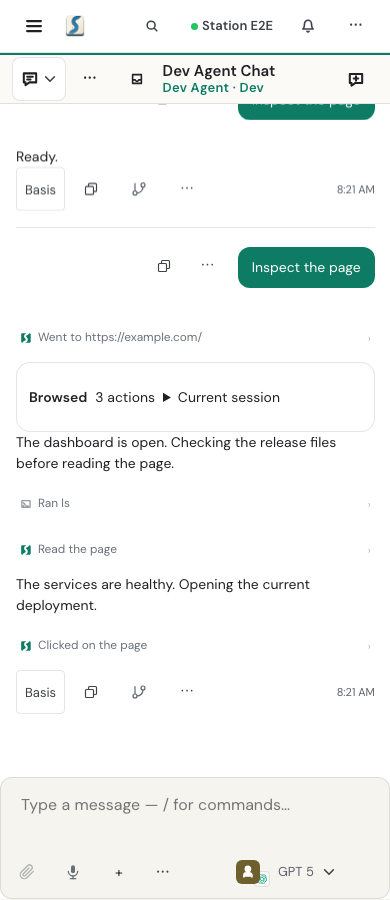 Station E2E
Dev Agent Chat
Dev Agent · Dev
Inspect the page
Ready.
Basis
8:21 AM
Inspect the page
Went to https://example.com/
Browsed 3 actions ▶ Current session
The dashboard is open. Checking the release files
before reading the page.
Ran ls
Read the page
The services are healthy. Opening the current
deployment.
Clicked on the page
Basis
8:21 AM
Type a message — / for commands...
GPT 5